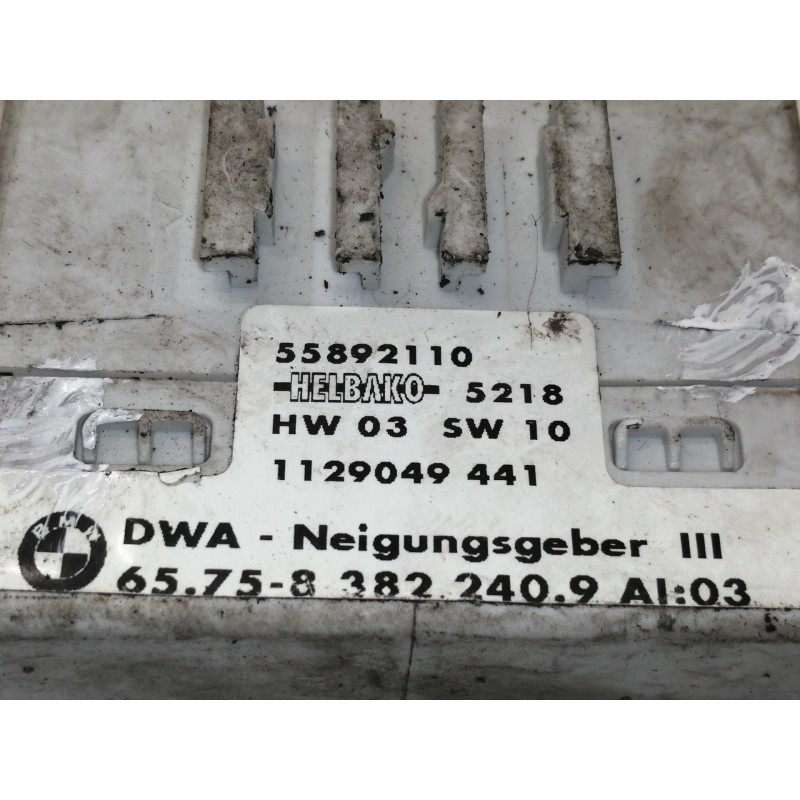 55892110
HELBAKO 5218
HW 03 SW 10
1129049 441
BMW DWA - Neigungsgeber III
65.75-8 382 240.9 AI:03